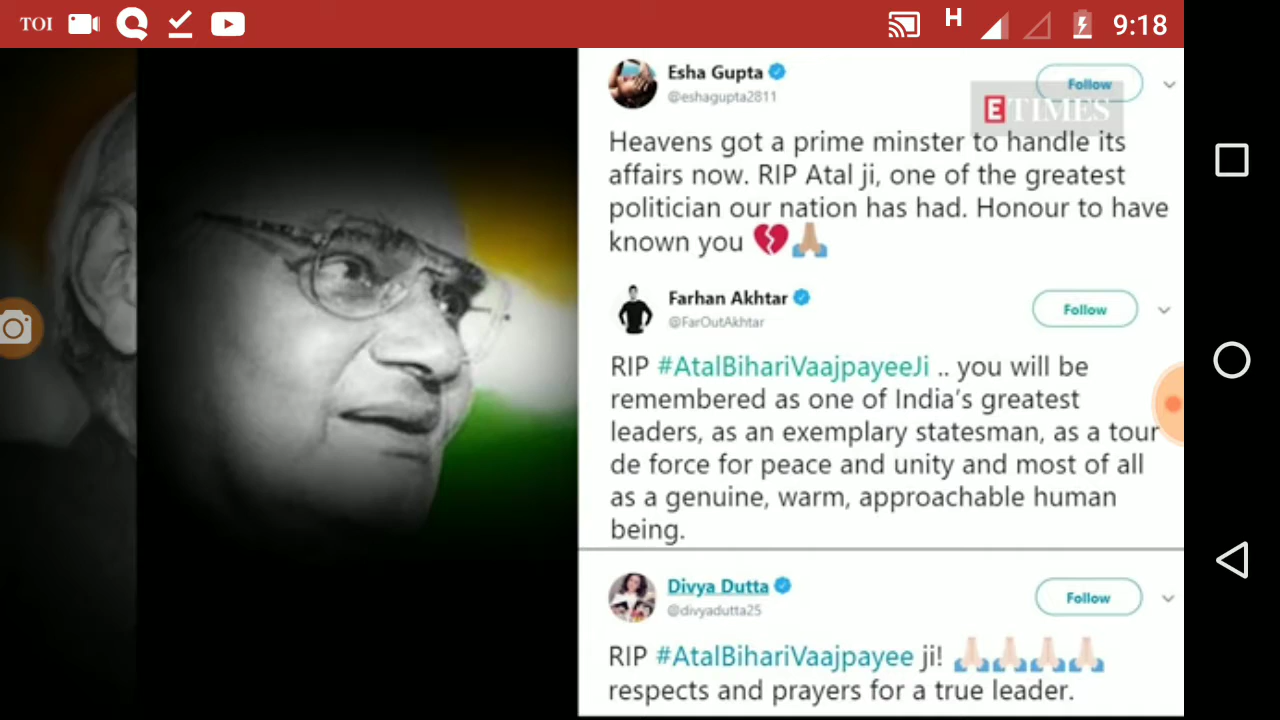 TOI
H
9:18
Esha Gupta
@eshagupta2811
Follow
ETIMES
Heavens got a prime minster to handle its
affairs now. RIP Atal ji, one of the greatest
politician our nation has had. Honour to have
known you 💔🙏🏽
Farhan Akhtar
@FarOutAkhtar
Follow
RIP #AtalBihariVaajpayeeJi .. you will be
remembered as one of India's greatest
leaders, as an exemplary statesman, as a tour
de force for peace and unity and most of all
as a genuine, warm, approachable human
being.
Divya Dutta
@divyadutta25
Follow
RIP #AtalBihariVaajpayee ji! 🙏🏻🙏🏻🙏🏻🙏🏻
respects and prayers for a true leader.